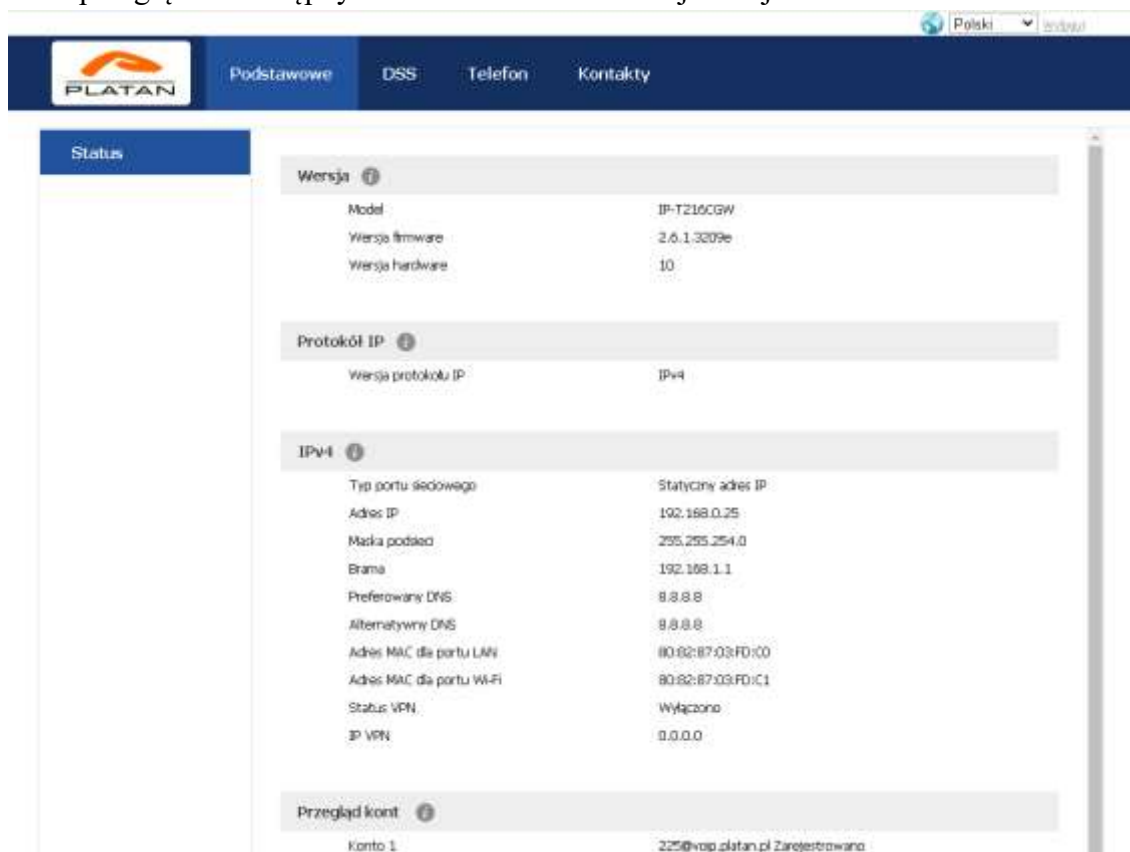 Polski Wyloguj
PLATAN Podstawowe DSS Telefon Kontakty
Status
Wersja
Model IP-T216CGW
Wersja firmware 2.6.1.3209e
Wersja hardware 10
Protokół IP
Wersja protokołu IP IPv4
IPv4
Typ portu sieciowego Statyczny adres IP
Adres IP 192.168.0.25
Maska podsieci 255.255.254.0
Brama 192.168.1.1
Preferowany DNS 8.8.8.8
Alternatywny DNS 8.8.8.8
Adres MAC dla portu LAN 80:82:87:03:FD:C0
Adres MAC dla portu Wi-Fi 80:82:87:03:FD:C1
Status VPN Wyłączono
IP VPN 0.0.0.0
Przegląd kont
Konto 1 225@voip.platan.pl Zarejestrowano